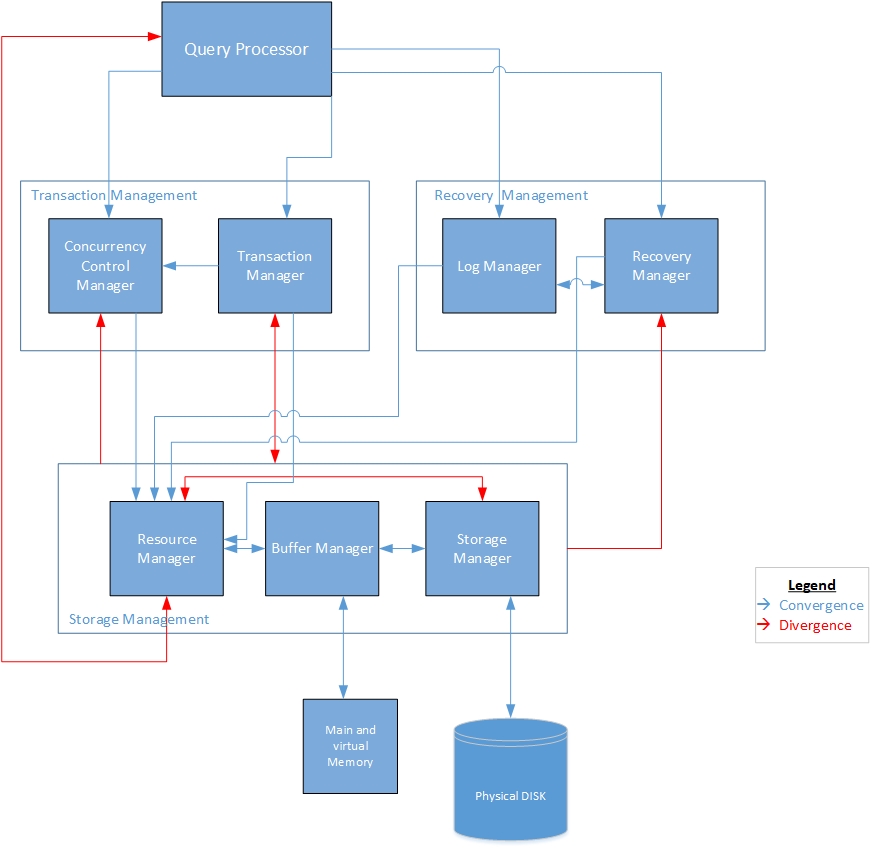 Query Processor
Transaction Management
Recovery Management
Concurrency
Control
Manager
Transaction
Manager
Log Manager
Recovery
Manager
Resource
Manager
Buffer Manager
Storage
Manager
Storage Management
Legend
Convergence
Divergence
Main and
virtual
Memory
Physical DISK